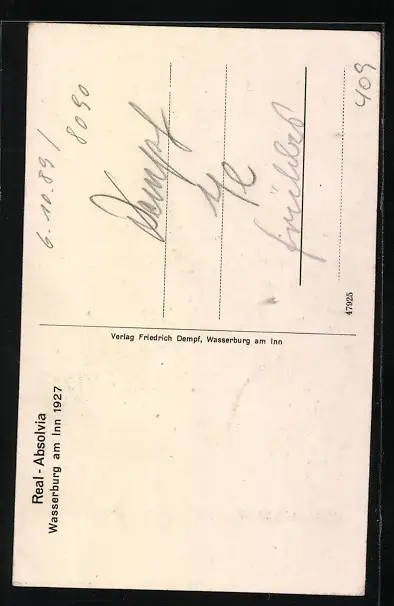 Real-Absolvia
Wasserburg am Inn 1927
Verlag Friedrich Dempf, Wasserburg am Inn
6.10.89/
8090
Dempf
47925
409